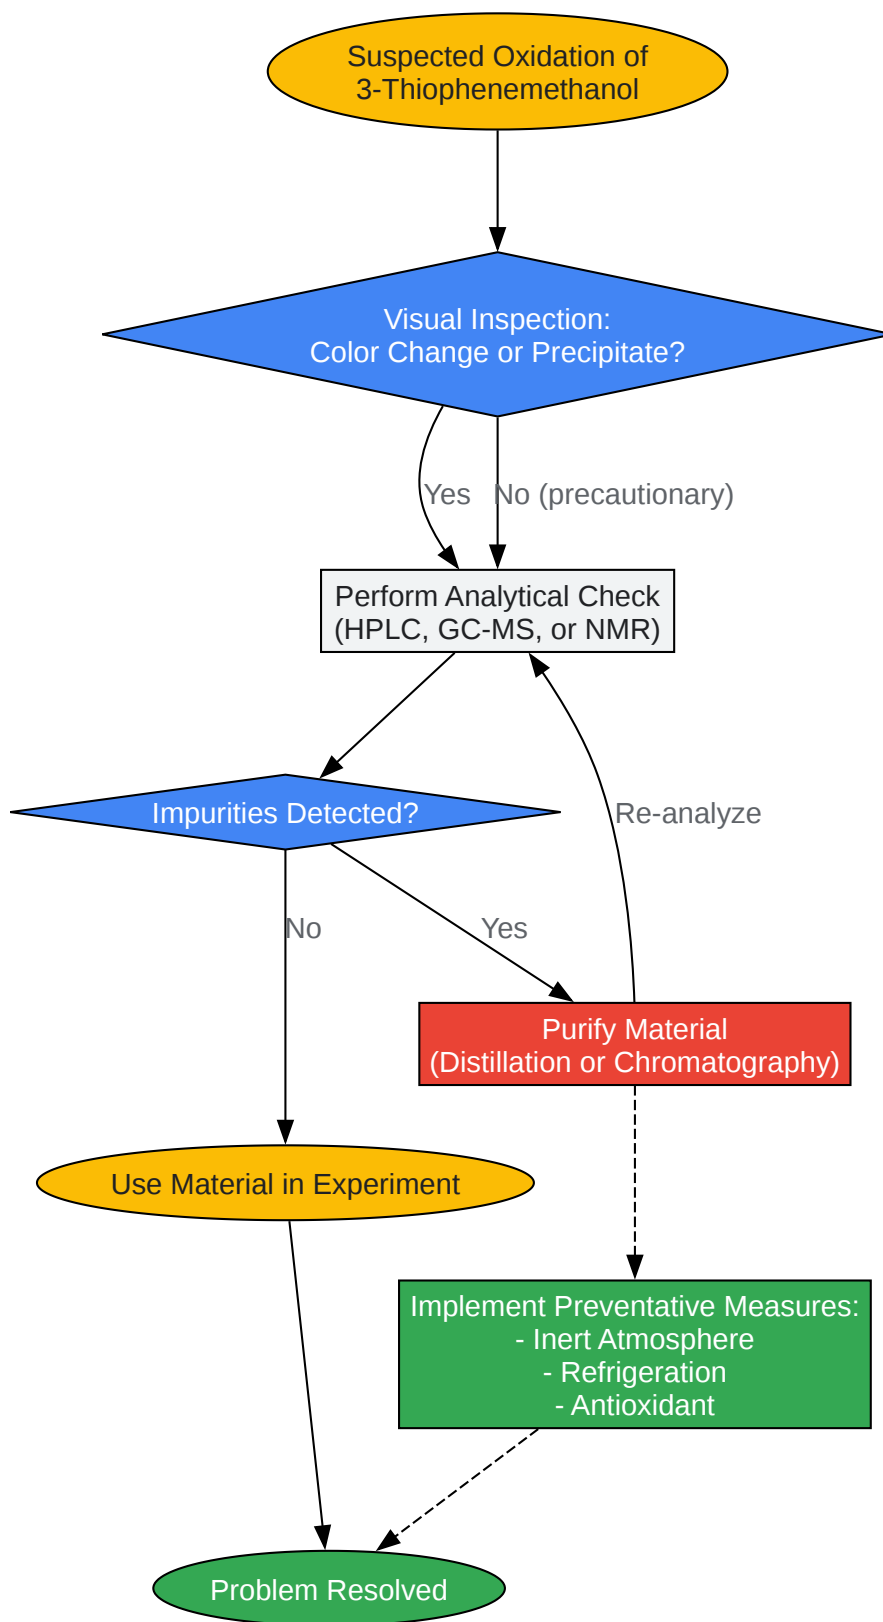 Suspected Oxidation of
3-Thiophenemethanol
Visual Inspection:
Color Change or Precipitate?
Yes
No (precautionary)
Perform Analytical Check
(HPLC, GC-MS, or NMR)
Impurities Detected?
Re-analyze
No
Yes
Purify Material
(Distillation or Chromatography)
Use Material in Experiment
Implement Preventative Measures:
- Inert Atmosphere
- Refrigeration
- Antioxidant
Problem Resolved